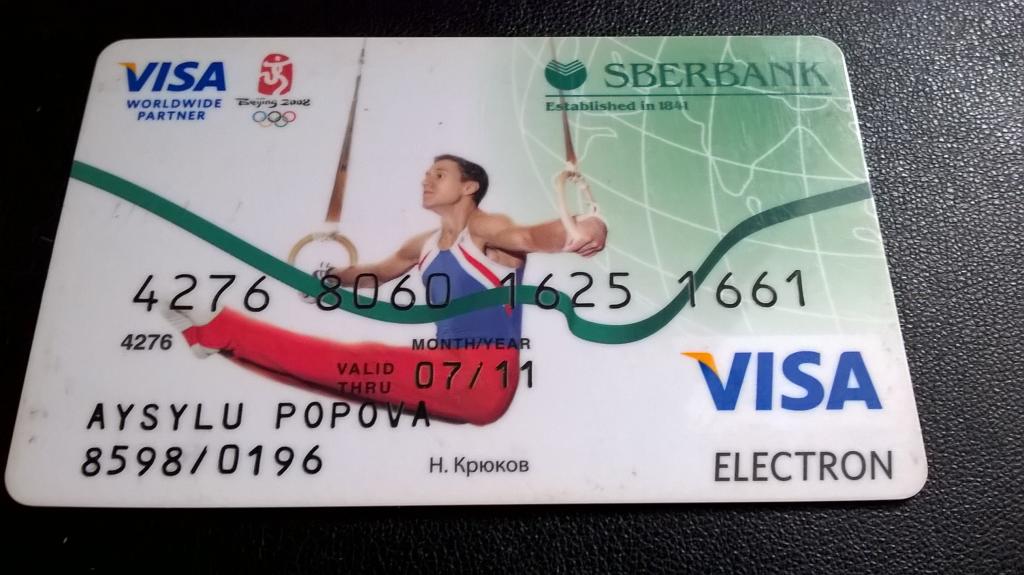 VISA
WORLDWIDE
PARTNER
Beijing 2008
SBERBANK
Established in 1841
4276 8060 1625 1661
4276
MONTH/YEAR
VALID
THRU
07/11
AYSYLU POPOVA
8598/0196
Н. Крюков
VISA
ELECTRON